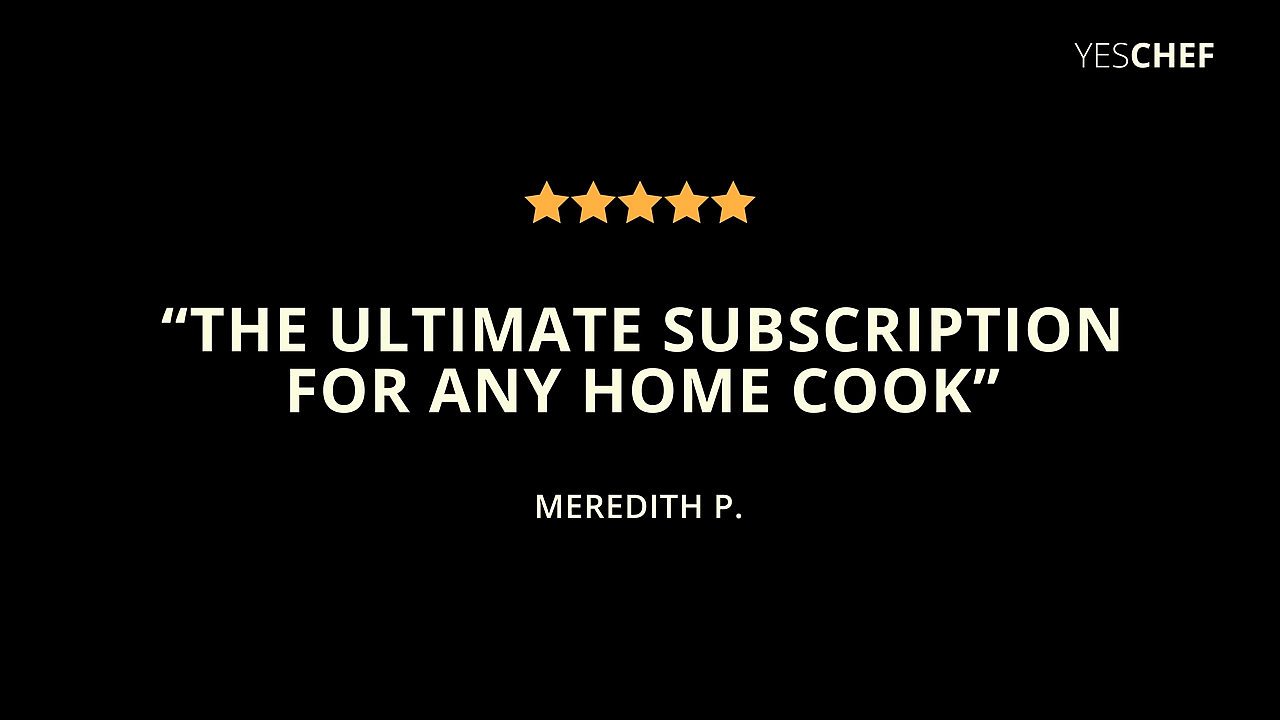 YESCHEF
“THE ULTIMATE SUBSCRIPTION
FOR ANY HOME COOK”
MEREDITH P.